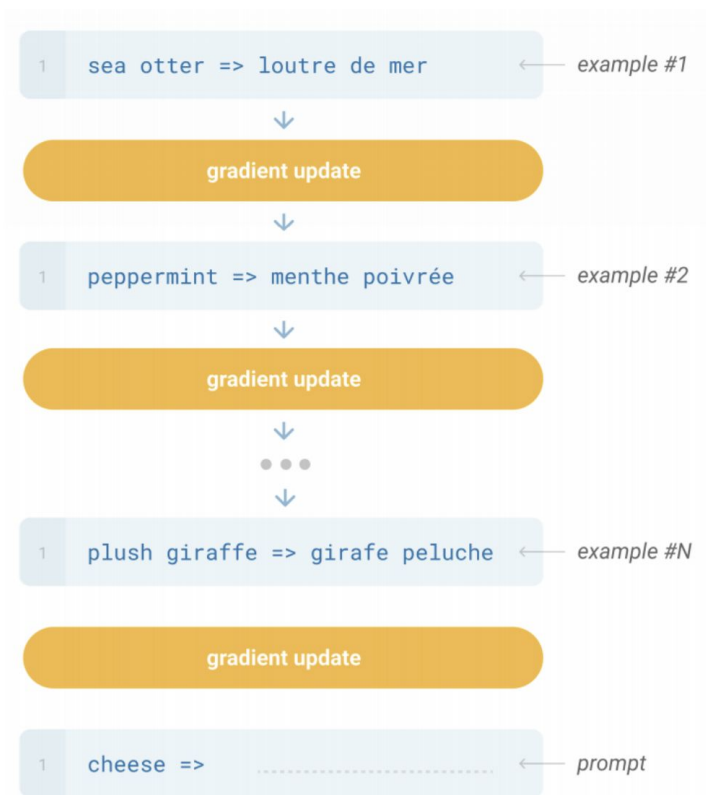 1 sea otter => loutre de mer example #1
gradient update
1 peppermint => menthe poivrée example #2
gradient update
1 plush giraffe => girafe peluche example #N
gradient update
1 cheese => prompt